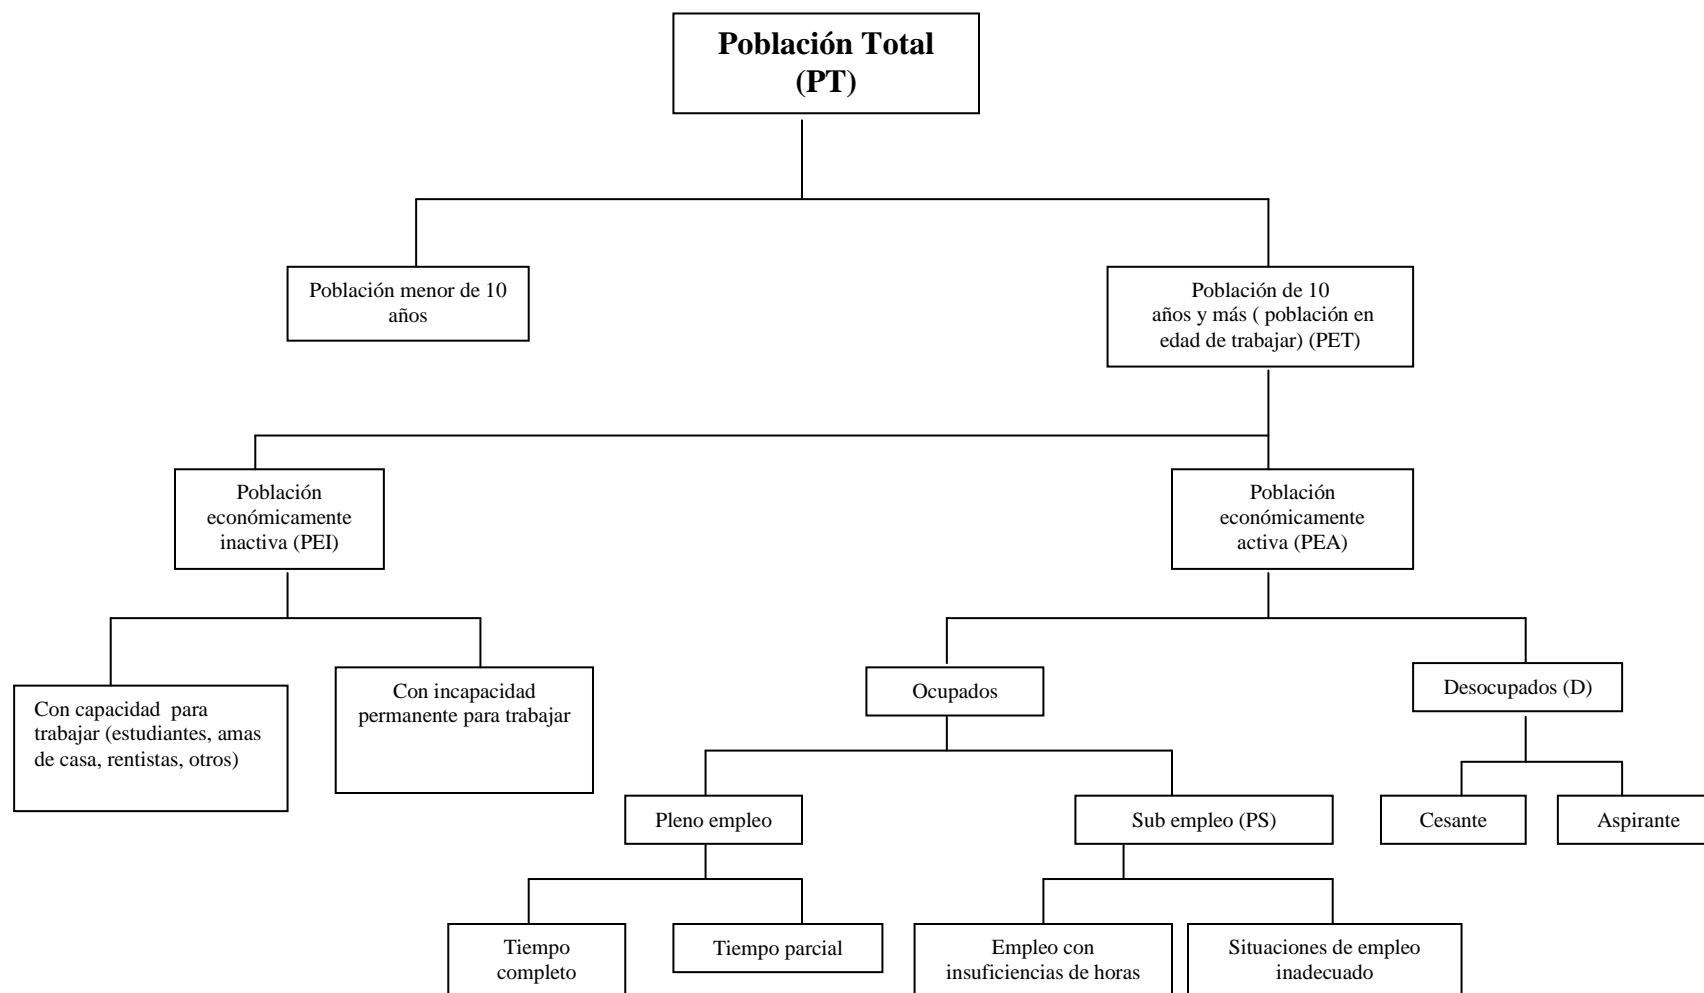 Población Total
(PT)
Población menor de 10
años
Población de 10
años y más ( población en
edad de trabajar) (PET)
Población
económicamente
inactiva (PEI)
Población
económicamente
activa (PEA)
Con capacidad para
trabajar (estudiantes, amas
de casa, rentistas, otros)
Con incapacidad
permanente para trabajar
Ocupados
Desocupados (D)
Pleno empleo
Sub empleo (PS)
Cesante
Aspirante
Tiempo
completo
Tiempo parcial
Empleo con
insuficiencias de horas
Situaciones de empleo
inadecuado